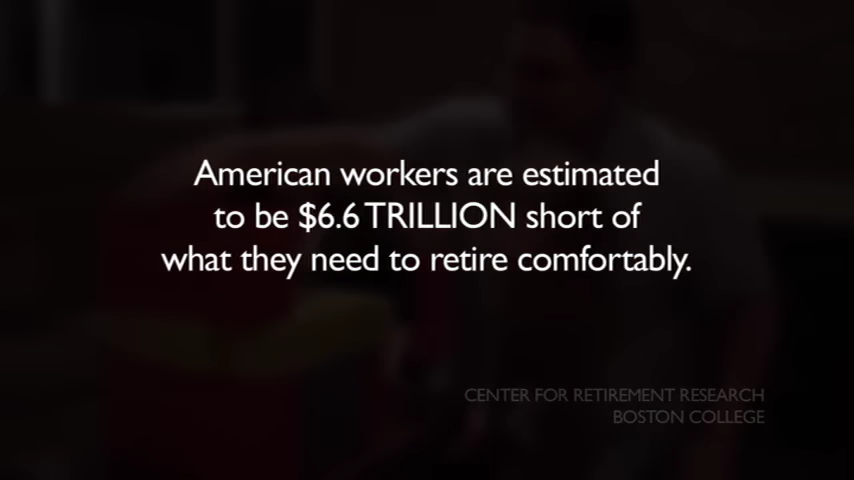 American workers are estimated
to be $6.6 TRILLION short of
what they need to retire comfortably.
CENTER FOR RETIREMENT RESEARCH
BOSTON COLLEGE